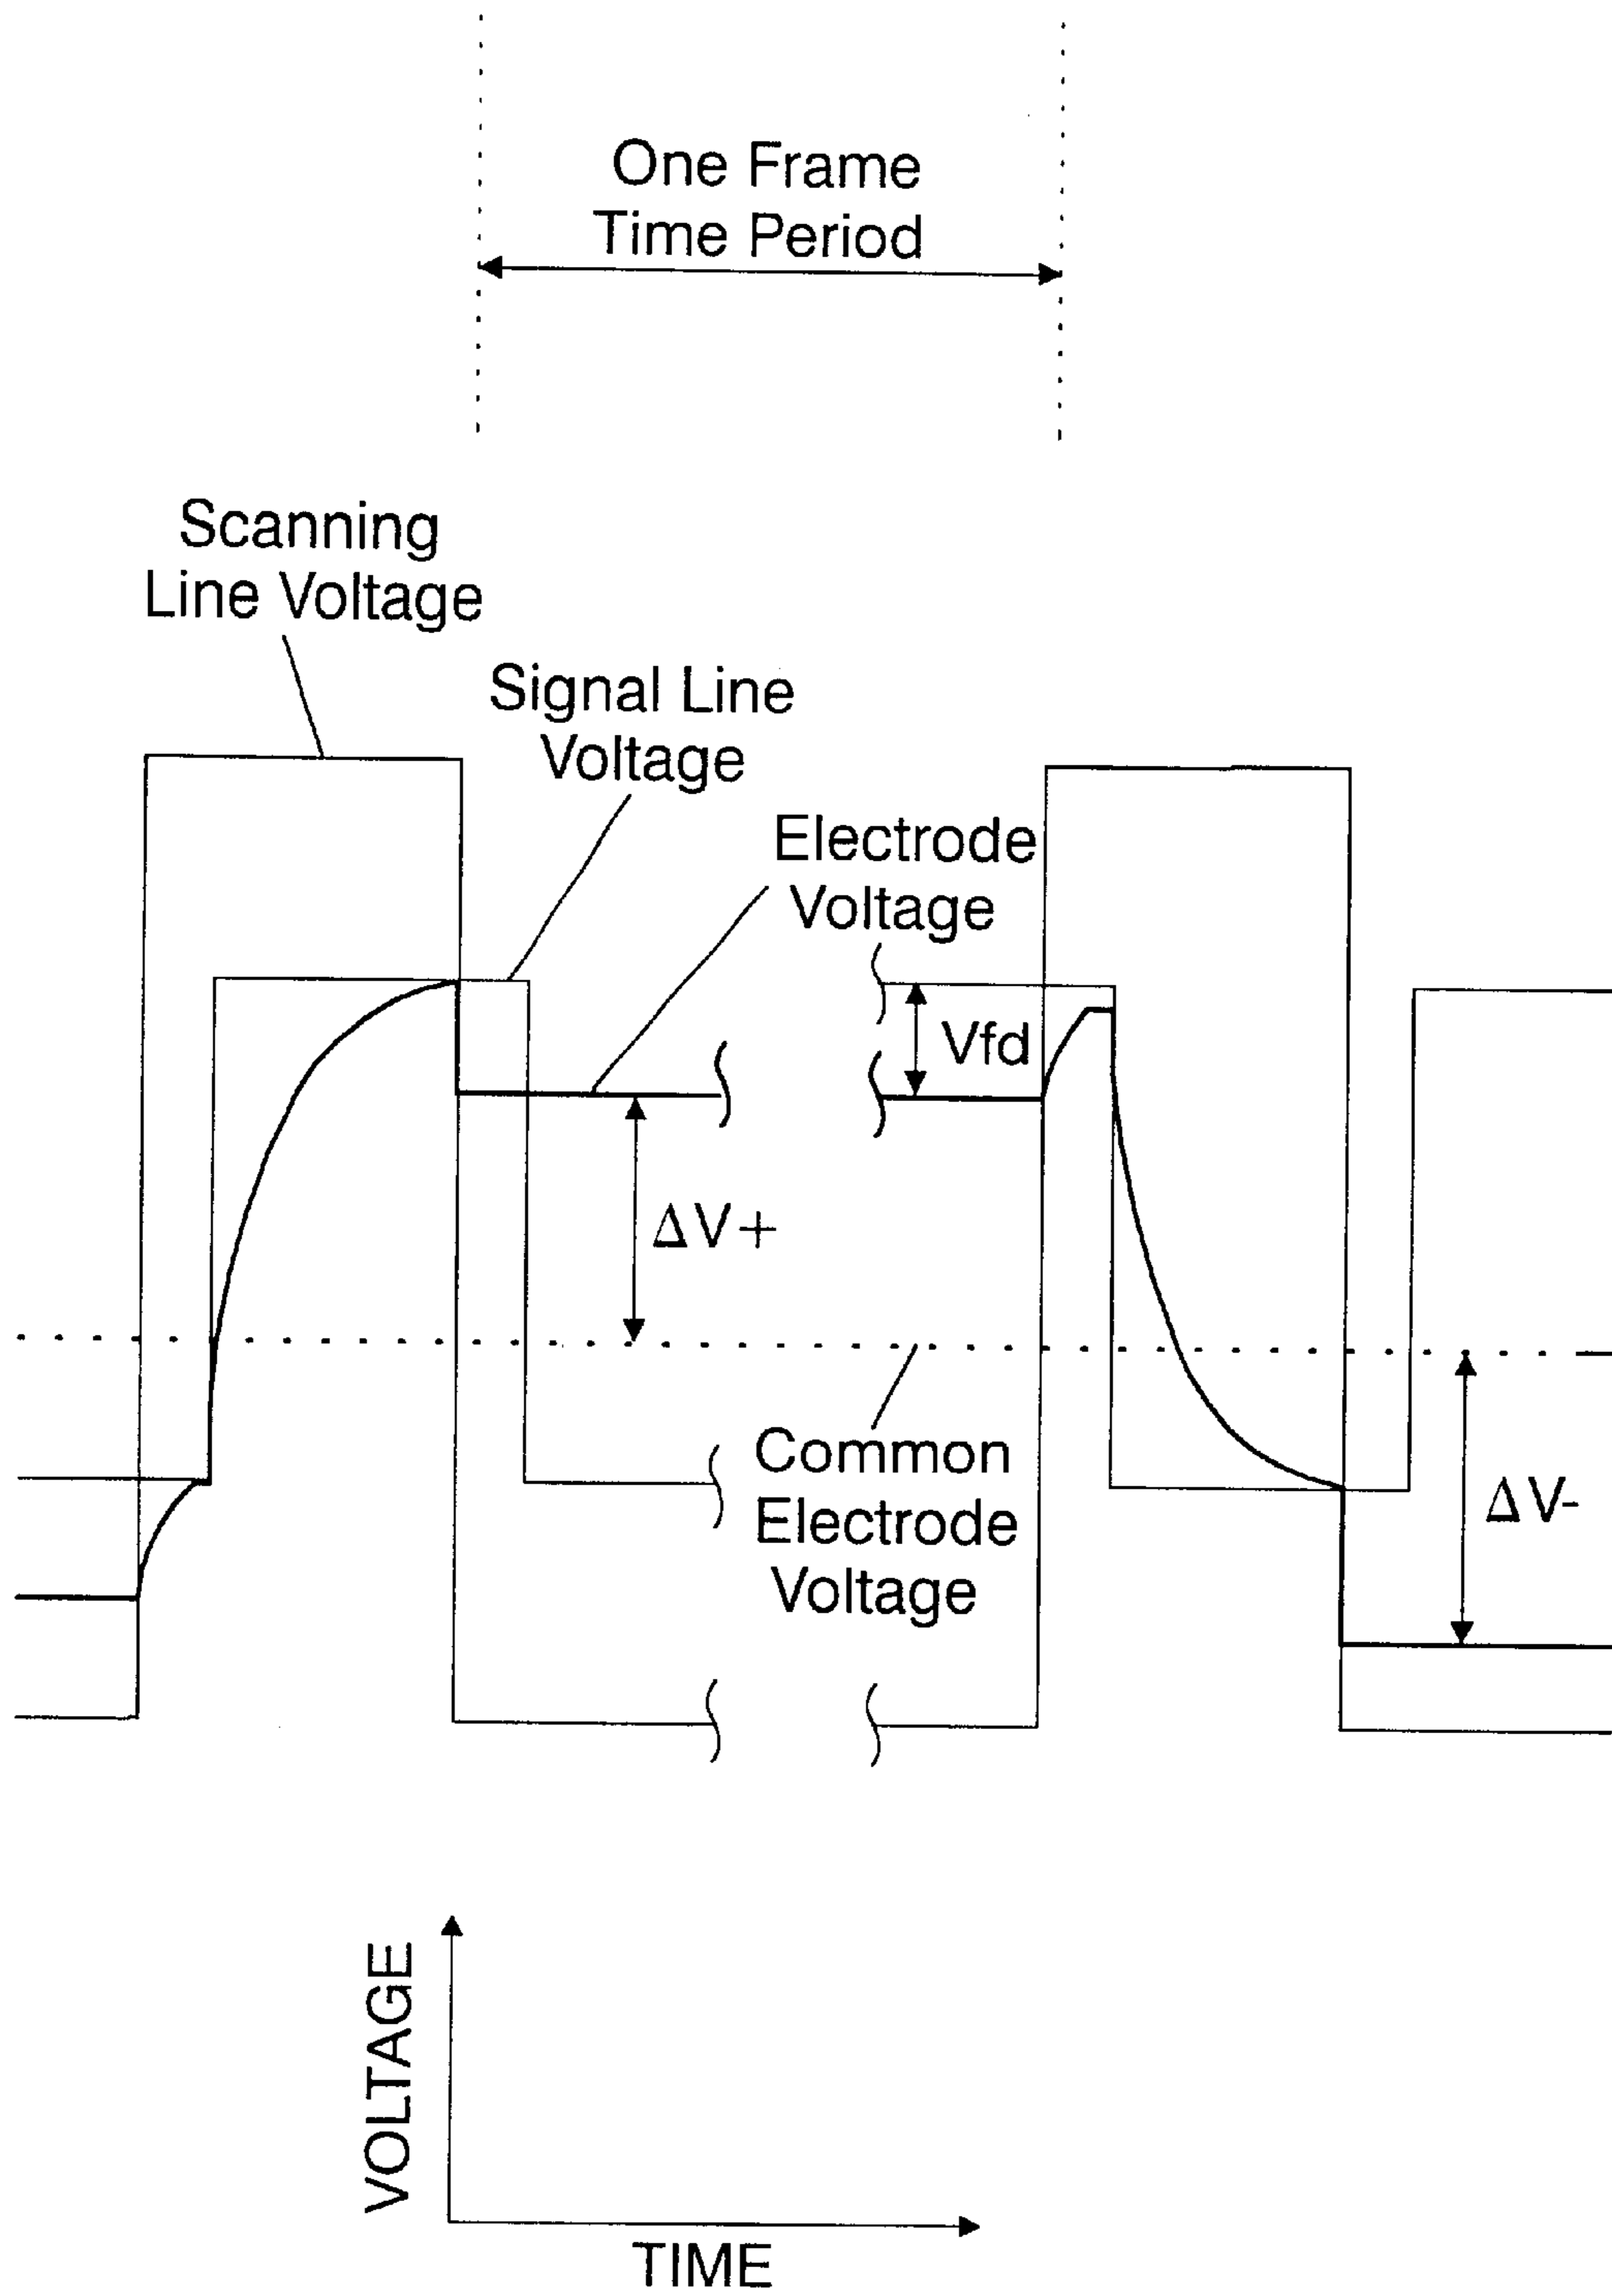 One Frame
Time Period
Scanning
Line Voltage
Signal Line
Voltage
Electrode
Voltage
Vfd
ΔV+
Common
Electrode
Voltage
ΔV-
VOLTAGE
TIME